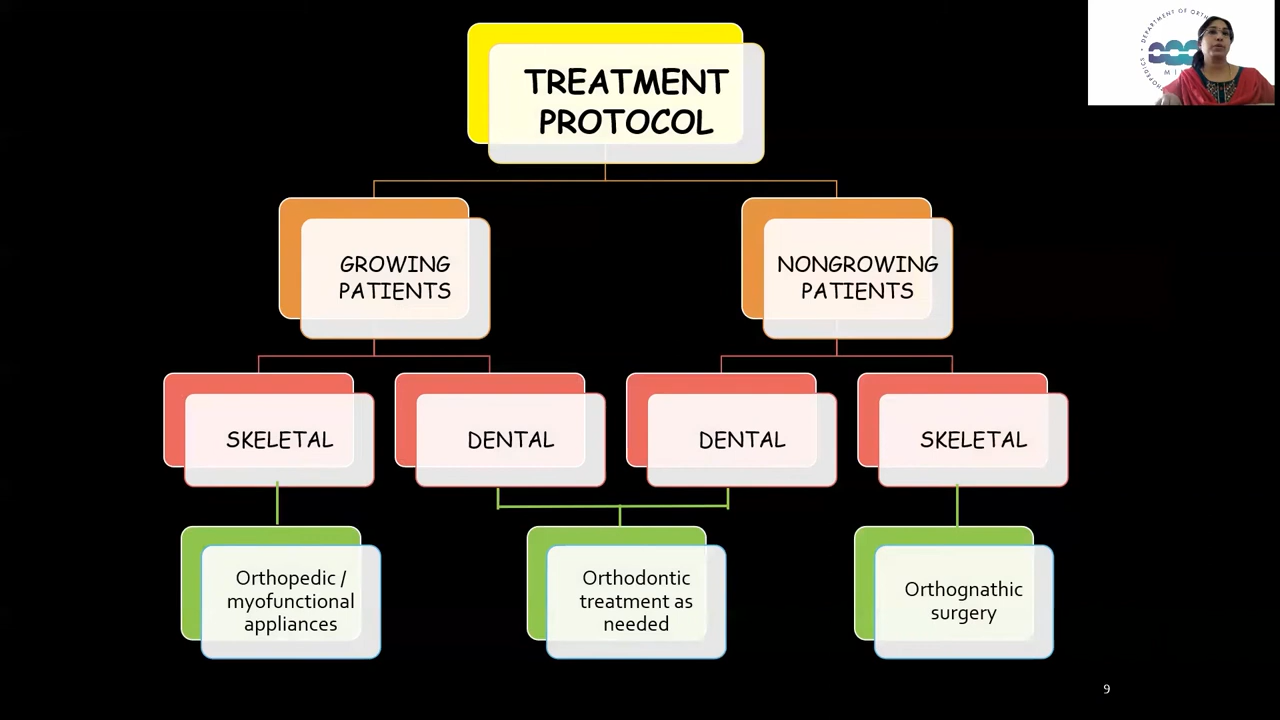 TREATMENT
PROTOCOL
GROWING
PATIENTS
NONGROWING
PATIENTS
SKELETAL
DENTAL
DENTAL
SKELETAL
Orthopedic /
myofunctional
appliances
Orthodontic
treatment as
needed
Orthognathic
surgery
9